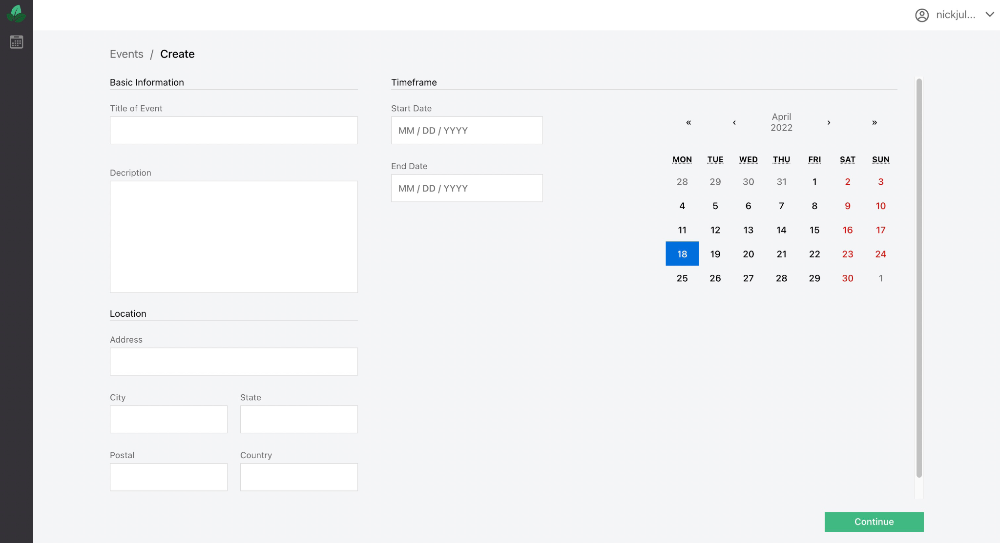 nickjul...
Events / Create
Basic Information
Title of Event
Decription
Location
Address
City State
Postal Country
Timeframe
Start Date
MM / DD / YYYY
End Date
MM / DD / YYYY
« ‹ April 2022 › »
MON TUE WED THU FRI SAT SUN
28 29 30 31 1 2 3
4 5 6 7 8 9 10
11 12 13 14 15 16 17
18 19 20 21 22 23 24
25 26 27 28 29 30 1
Continue